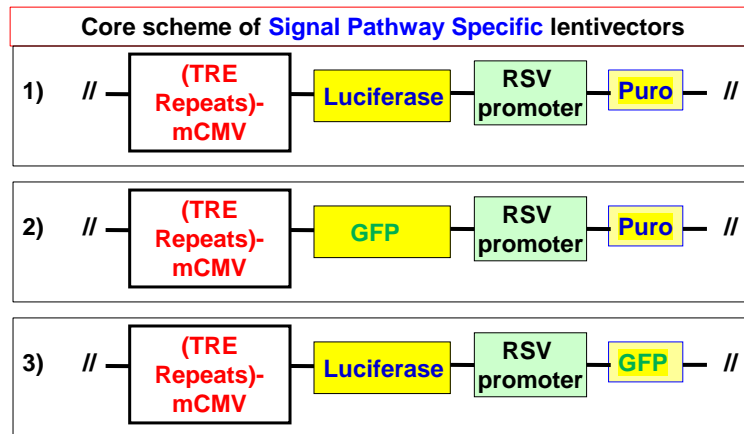 Core scheme of Signal Pathway Specific lentivectors
1) // (TRE Repeats)-mCMV Luciferase RSV promoter Puro //
2) // (TRE Repeats)-mCMV GFP RSV promoter Puro //
3) // (TRE Repeats)-mCMV Luciferase RSV promoter GFP //